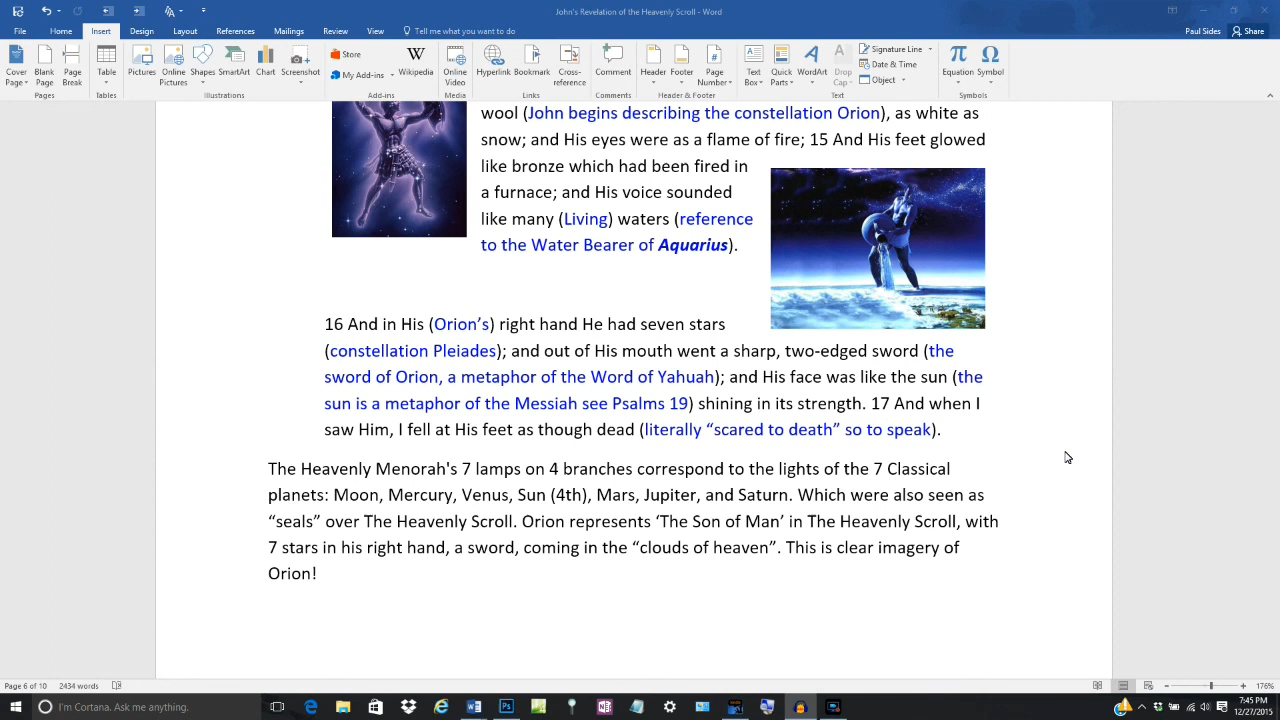 John's Revelation of the Heavenly Scroll - Word
File Home Insert Design Layout References Mailings Review View Tell me what you want to do Paul Sides Share
Cover Page Blank Page Page Break Table Pictures Online Pictures Shapes SmartArt Chart Screenshot Store My Add-ins Wikipedia Online Video Hyperlink Bookmark Cross-reference Comment Header Footer Page Number Text Box Quick Parts WordArt Drop Cap Signature Line Date & Time Object Equation Symbol
Pages Tables Illustrations Add-ins Media Links Comments Header & Footer Text Symbols
wool (John begins describing the constellation Orion), as white as
snow; and His eyes were as a flame of fire; 15 And His feet glowed
like bronze which had been fired in
a furnace; and His voice sounded
like many (Living) waters (reference
to the Water Bearer of Aquarius).
16 And in His (Orion's) right hand He had seven stars
(constellation Pleiades); and out of His mouth went a sharp, two-edged sword (the
sword of Orion, a metaphor of the Word of Yahuah); and His face was like the sun (the
sun is a metaphor of the Messiah see Psalms 19) shining in its strength. 17 And when I
saw Him, I fell at His feet as though dead (literally “scared to death” so to speak).
The Heavenly Menorah's 7 lamps on 4 branches correspond to the lights of the 7 Classical
planets: Moon, Mercury, Venus, Sun (4th), Mars, Jupiter, and Saturn. Which were also seen as
“seals” over The Heavenly Scroll. Orion represents ‘The Son of Man’ in The Heavenly Scroll, with
7 stars in his right hand, a sword, coming in the “clouds of heaven”. This is clear imagery of
Orion!
Page 6 of 10 2434 words 176%
I'm Cortana. Ask me anything. 7:45 PM
12/27/2015